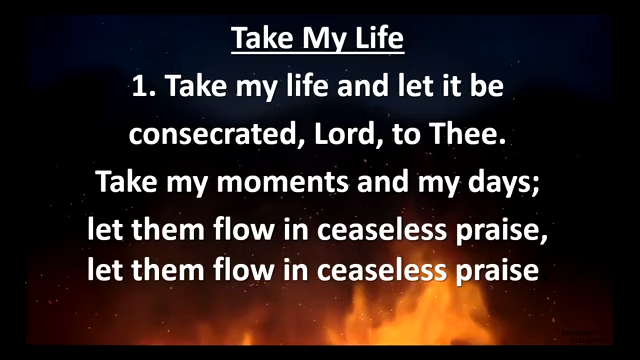 Take My Life
1. Take my life and let it be
consecrated, Lord, to Thee.
Take my moments and my days;
let them flow in ceaseless praise,
let them flow in ceaseless praise